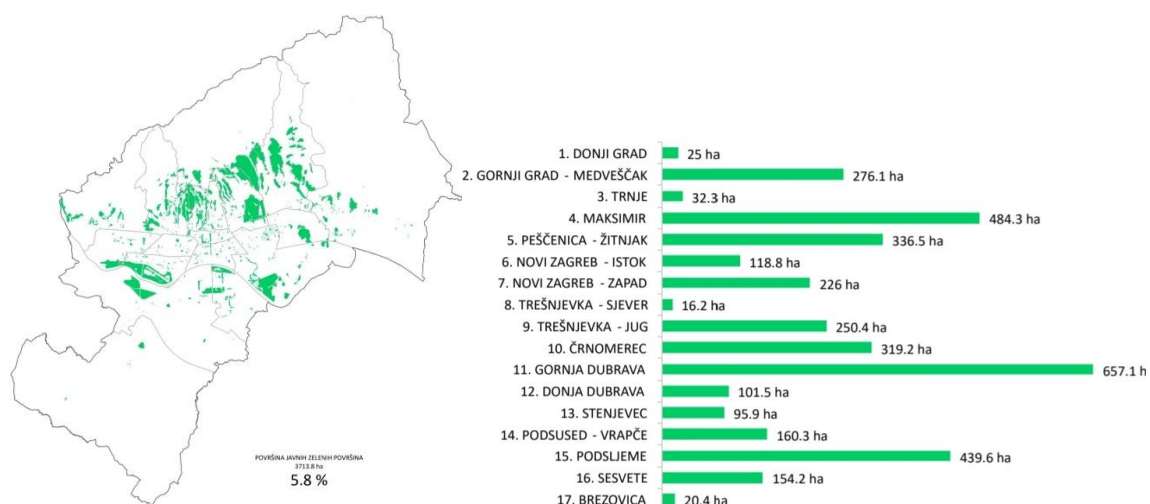 POVRŠINA JAVNIH ZELENIH POVRŠINA
3713.8 ha
5.8 %
1. DONJI GRAD 25 ha
2. GORNJI GRAD - MEDVEŠČAK 276.1 ha
3. TRNJE 32.3 ha
4. MAKSIMIR 484.3 ha
5. PEŠČENICA - ŽITNJAK 336.5 ha
6. NOVI ZAGREB - ISTOK 118.8 ha
7. NOVI ZAGREB - ZAPAD 226 ha
8. TREŠNJEVKA - SJEVER 16.2 ha
9. TREŠNJEVKA - JUG 250.4 ha
10. ČRNOMEREC 319.2 ha
11. GORNJA DUBRAVA 657.1 h
12. DONJA DUBRAVA 101.5 ha
13. STENJEVEC 95.9 ha
14. PODSUSED - VRAPČE 160.3 ha
15. PODSLJEME 439.6 ha
16. SESVETE 154.2 ha
17. BREZOVICA 20.4 ha